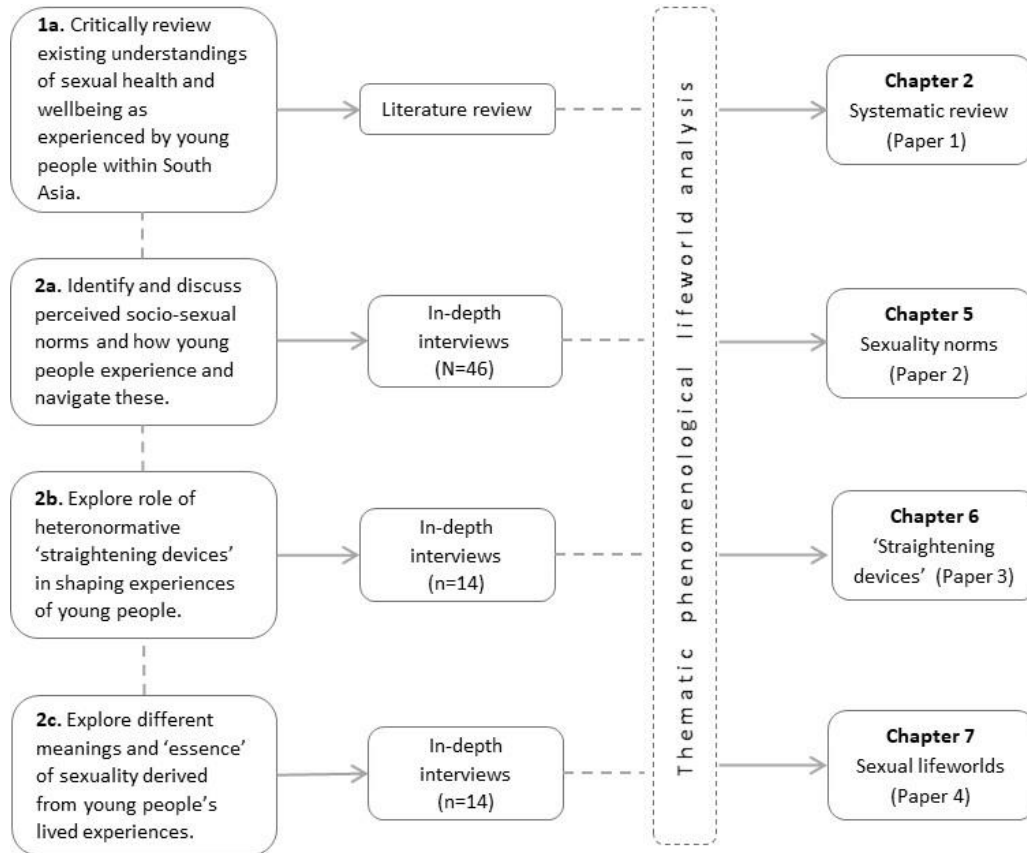 1a. Critically review
existing understandings
of sexual health and
wellbeing as
experienced by young
people within South
Asia.
Literature review
Chapter 2
Systematic review
(Paper 1)
2a. Identify and discuss
perceived socio-sexual
norms and how young
people experience and
navigate these.
In-depth
interviews
(N=46)
Chapter 5
Sexuality norms
(Paper 2)
2b. Explore role of
heteronormative
‘straightening devices’
in shaping experiences
of young people.
In-depth
interviews
(n=14)
Chapter 6
‘Straightening
devices’ (Paper 3)
2c. Explore different
meanings and ‘essence’
of sexuality derived
from young people’s
lived experiences.
In-depth
interviews
(n=14)
Chapter 7
Sexual lifeworlds
(Paper 4)
Thematic phenomenological lifeworld analysis